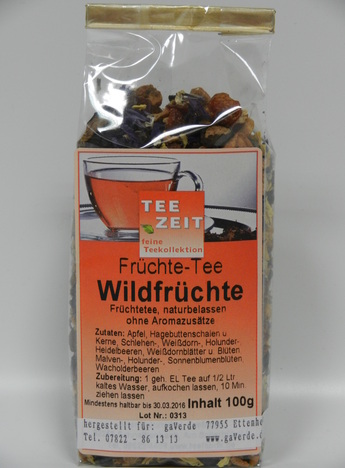 TEE
ZEIT
feine
Teekollektion
Früchte-Tee
Wildfrüchte
Früchtetee, naturbelassen
ohne Aromazusätze
Zutaten: Apfel, Hagebuttenschalen u
Kerne, Schlehen-, Weißdorn-, Holunder-,
Heidelbeeren, Weißdornblätter u Blüten
Malven-, Holunder-, Sonnenblumenblüten
Wacholderbeeren
Zubereitung: 1 geh. EL Tee auf 1/2 Ltr
kaltes Wasser, aufkochen lassen, 10 Min
ziehen lassen
Mindestens haltbar bis 30.03.2016 Inhalt 100g
Lot Nr.: 0313
hergestellt für: gaVerde 77955 Ettenhe
Tel. 07822 - 86 13 13 www.gaVerde.